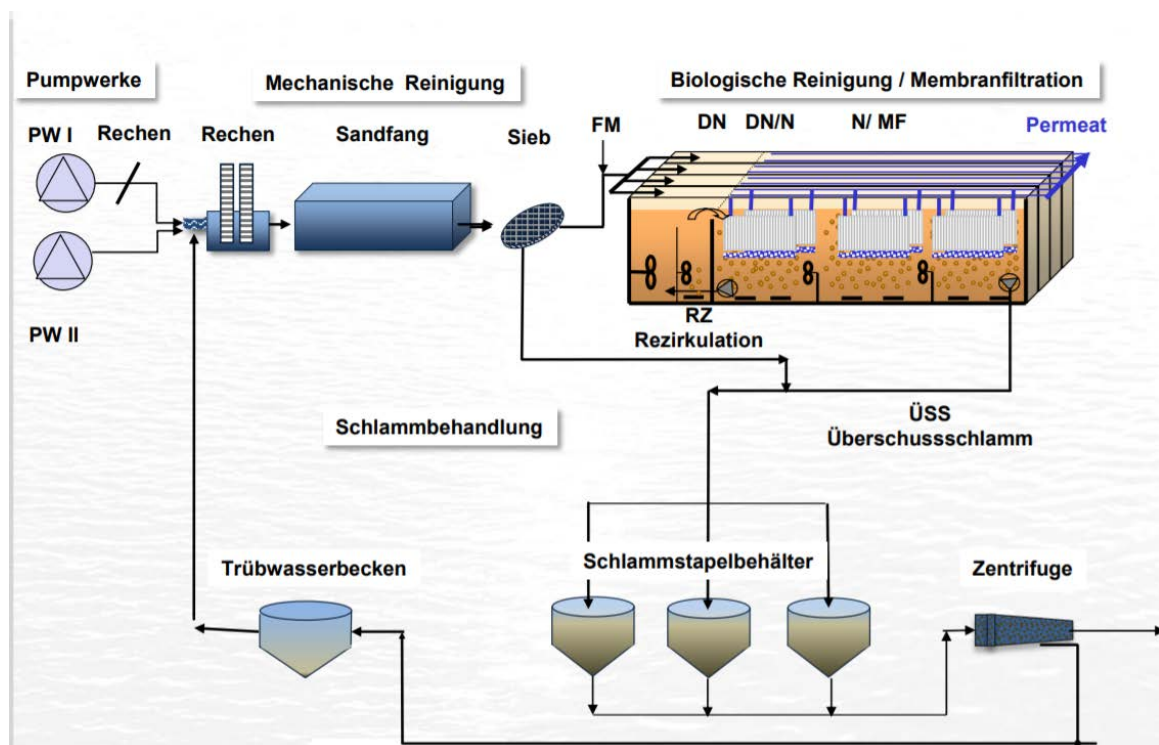 Pumpwerke
Mechanische Reinigung
Biologische Reinigung / Membranfiltration
PW I
Rechen
Rechen
Sandfang
Sieb
FM
DN
DN/N
N/ MF
Permeat
PW II
RZ
Rezirkulation
ÜSS
Überschussschlamm
Schlammbehandlung
Trübwasserbecken
Schlammstapelbehälter
Zentrifuge